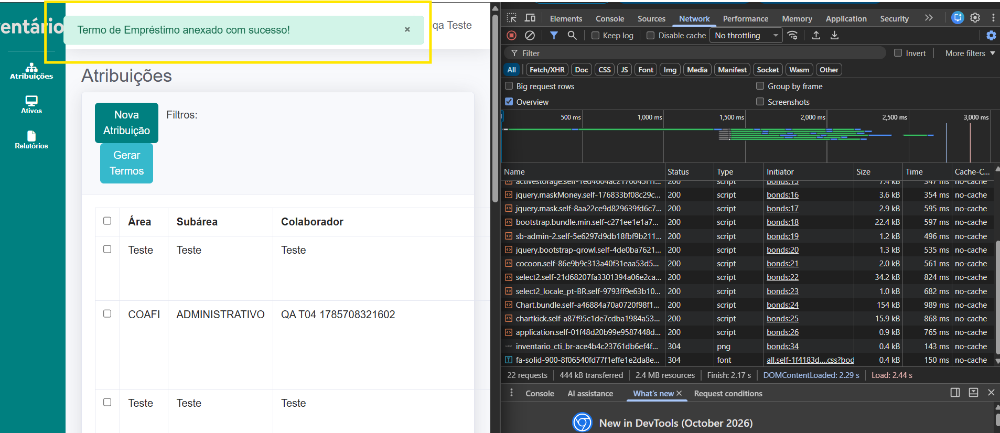 entário
Termo de Empréstimo anexado com sucesso!
×
qa Teste
Atribuições
Ativos
Relatórios
Atribuições
Nova
Atribuição
Filtros:
Gerar
Termos
Área Subárea Colaborador
Teste Teste Teste
COAFI ADMINISTRATIVO QA T04 1785708321602
Teste Teste Teste
Elements Console Sources Network Performance Memory Application Security
Keep log Disable cache No throttling
Filter Invert More filters
All Fetch/XHR Doc CSS JS Font Img Media Manifest Socket Wasm Other
Big request rows Group by frame
Overview Screenshots
500 ms 1,000 ms 1,500 ms 2,000 ms 2,500 ms 3,000 ms
Name Status Type Initiator Size Time Cache-C...
200 script bonds:15 7.4 kB 347 ms no-cache
jquery.maskMoney.self-176833bf08c29c... 200 script bonds:16 3.6 kB 354 ms no-cache
jquery.mask.self-8aa22ce9d829639fd6c7... 200 script bonds:17 2.9 kB 595 ms no-cache
bootstrap.bundle.min.self-c271ee1e1a7... 200 script bonds:18 22.4 kB 597 ms no-cache
sb-admin-2.self-5e6297d9db18fbf9b211... 200 script bonds:19 1.2 kB 496 ms no-cache
jquery.bootstrap-growl.self-4de0ba7621... 200 script bonds:20 1.3 kB 535 ms no-cache
cocoon.self-86e9b9c313a40f31eaa53d5... 200 script bonds:21 2.0 kB 561 ms no-cache
select2.self-21d68207fa3301394a06e2ca... 200 script bonds:22 34.2 kB 824 ms no-cache
select2_locale_pt-BR.self-9793ff9e63b10... 200 script bonds:23 1.0 kB 682 ms no-cache
Chart.bundle.self-a46884a70a0720f98f1... 200 script bonds:24 154 kB 989 ms no-cache
chartkick.self-a87f95c1de7cdba1984a53... 200 script bonds:25 15.9 kB 868 ms no-cache
application.self-01f48d20b99e9587448d... 200 script bonds:26 0.9 kB 765 ms no-cache
inventario_cti_br-ace4b4c23761db6ef4f... 304 png bonds:34 0.4 kB 143 ms no-cache
fa-solid-900-8f06540fd77f1effe1e2da8e... 304 font all.self-1f4183d....css?bod 0.4 kB 150 ms no-cache
22 requests 444 kB transferred 2.4 MB resources Finish: 2.17 s DOMContentLoaded: 2.29 s Load: 2.44 s
Console AI assistance What's new Request conditions
New in DevTools (October 2026)